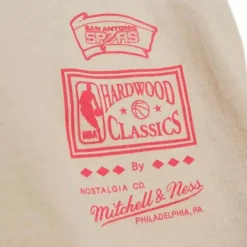 SAN ANTONIO
SPURS
HARDWOOD
CLASSICS
NBA
By
NOSTALGIA CO.
Mitchell & Ness
PHILADELPHIA, PA.